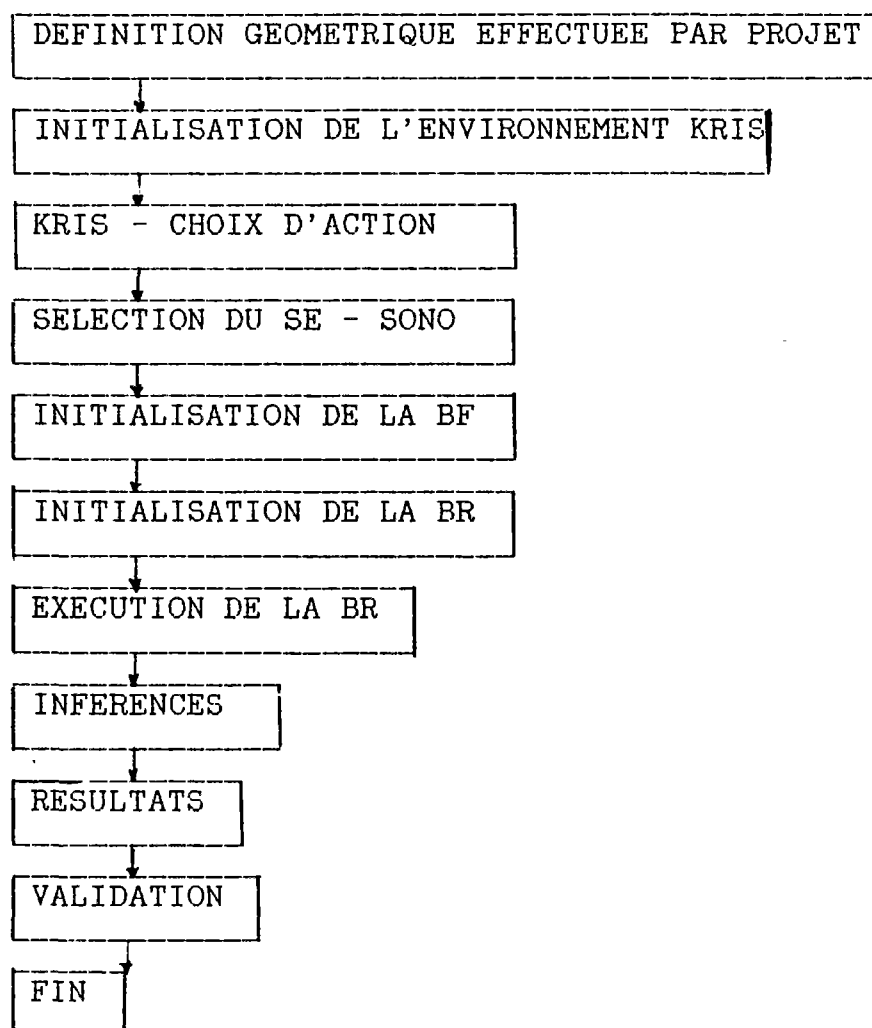 DEFINITION GEOMETRIQUE EFFECTUEE PAR PROJET
INITIALISATION DE L'ENVIRONNEMENT KRIS
KRIS - CHOIX D'ACTION
SELECTION DU SE - SONO
INITIALISATION DE LA BF
INITIALISATION DE LA BR
EXECUTION DE LA BR
INFERENCES
RESULTATS
VALIDATION
FIN